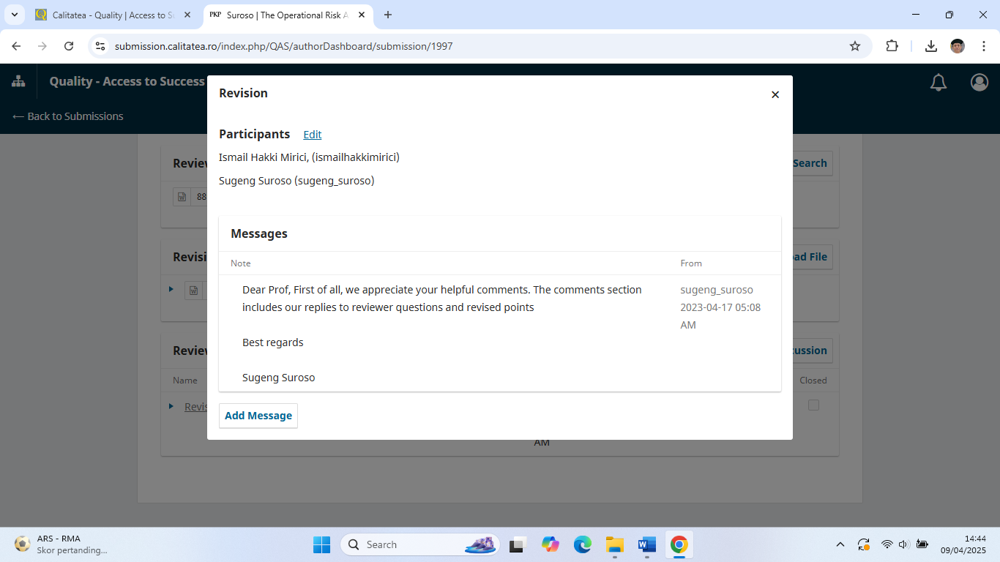 Calitatea - Quality | Access to Su
PKP Suroso | The Operational Risk A
submission.calitatea.ro/index.php/QAS/authorDashboard/submission/1997
Quality - Access to Success
← Back to Submissions
Revision
Participants Edit
Ismail Hakki Mirici, (ismailhakkimirici)
Sugeng Suroso (sugeng_suroso)
Messages
Note From
Dear Prof, First of all, we appreciate your helpful comments. The comments section
includes our replies to reviewer questions and revised points
Best regards
Sugeng Suroso
sugeng_suroso
2023-04-17 05:08
AM
Add Message
Review
Search
88
Revisi
ad File
Review
cussion
Name Closed
Revis
AM
ARS - RMA
Skor pertanding...
Search
14:44
09/04/2025